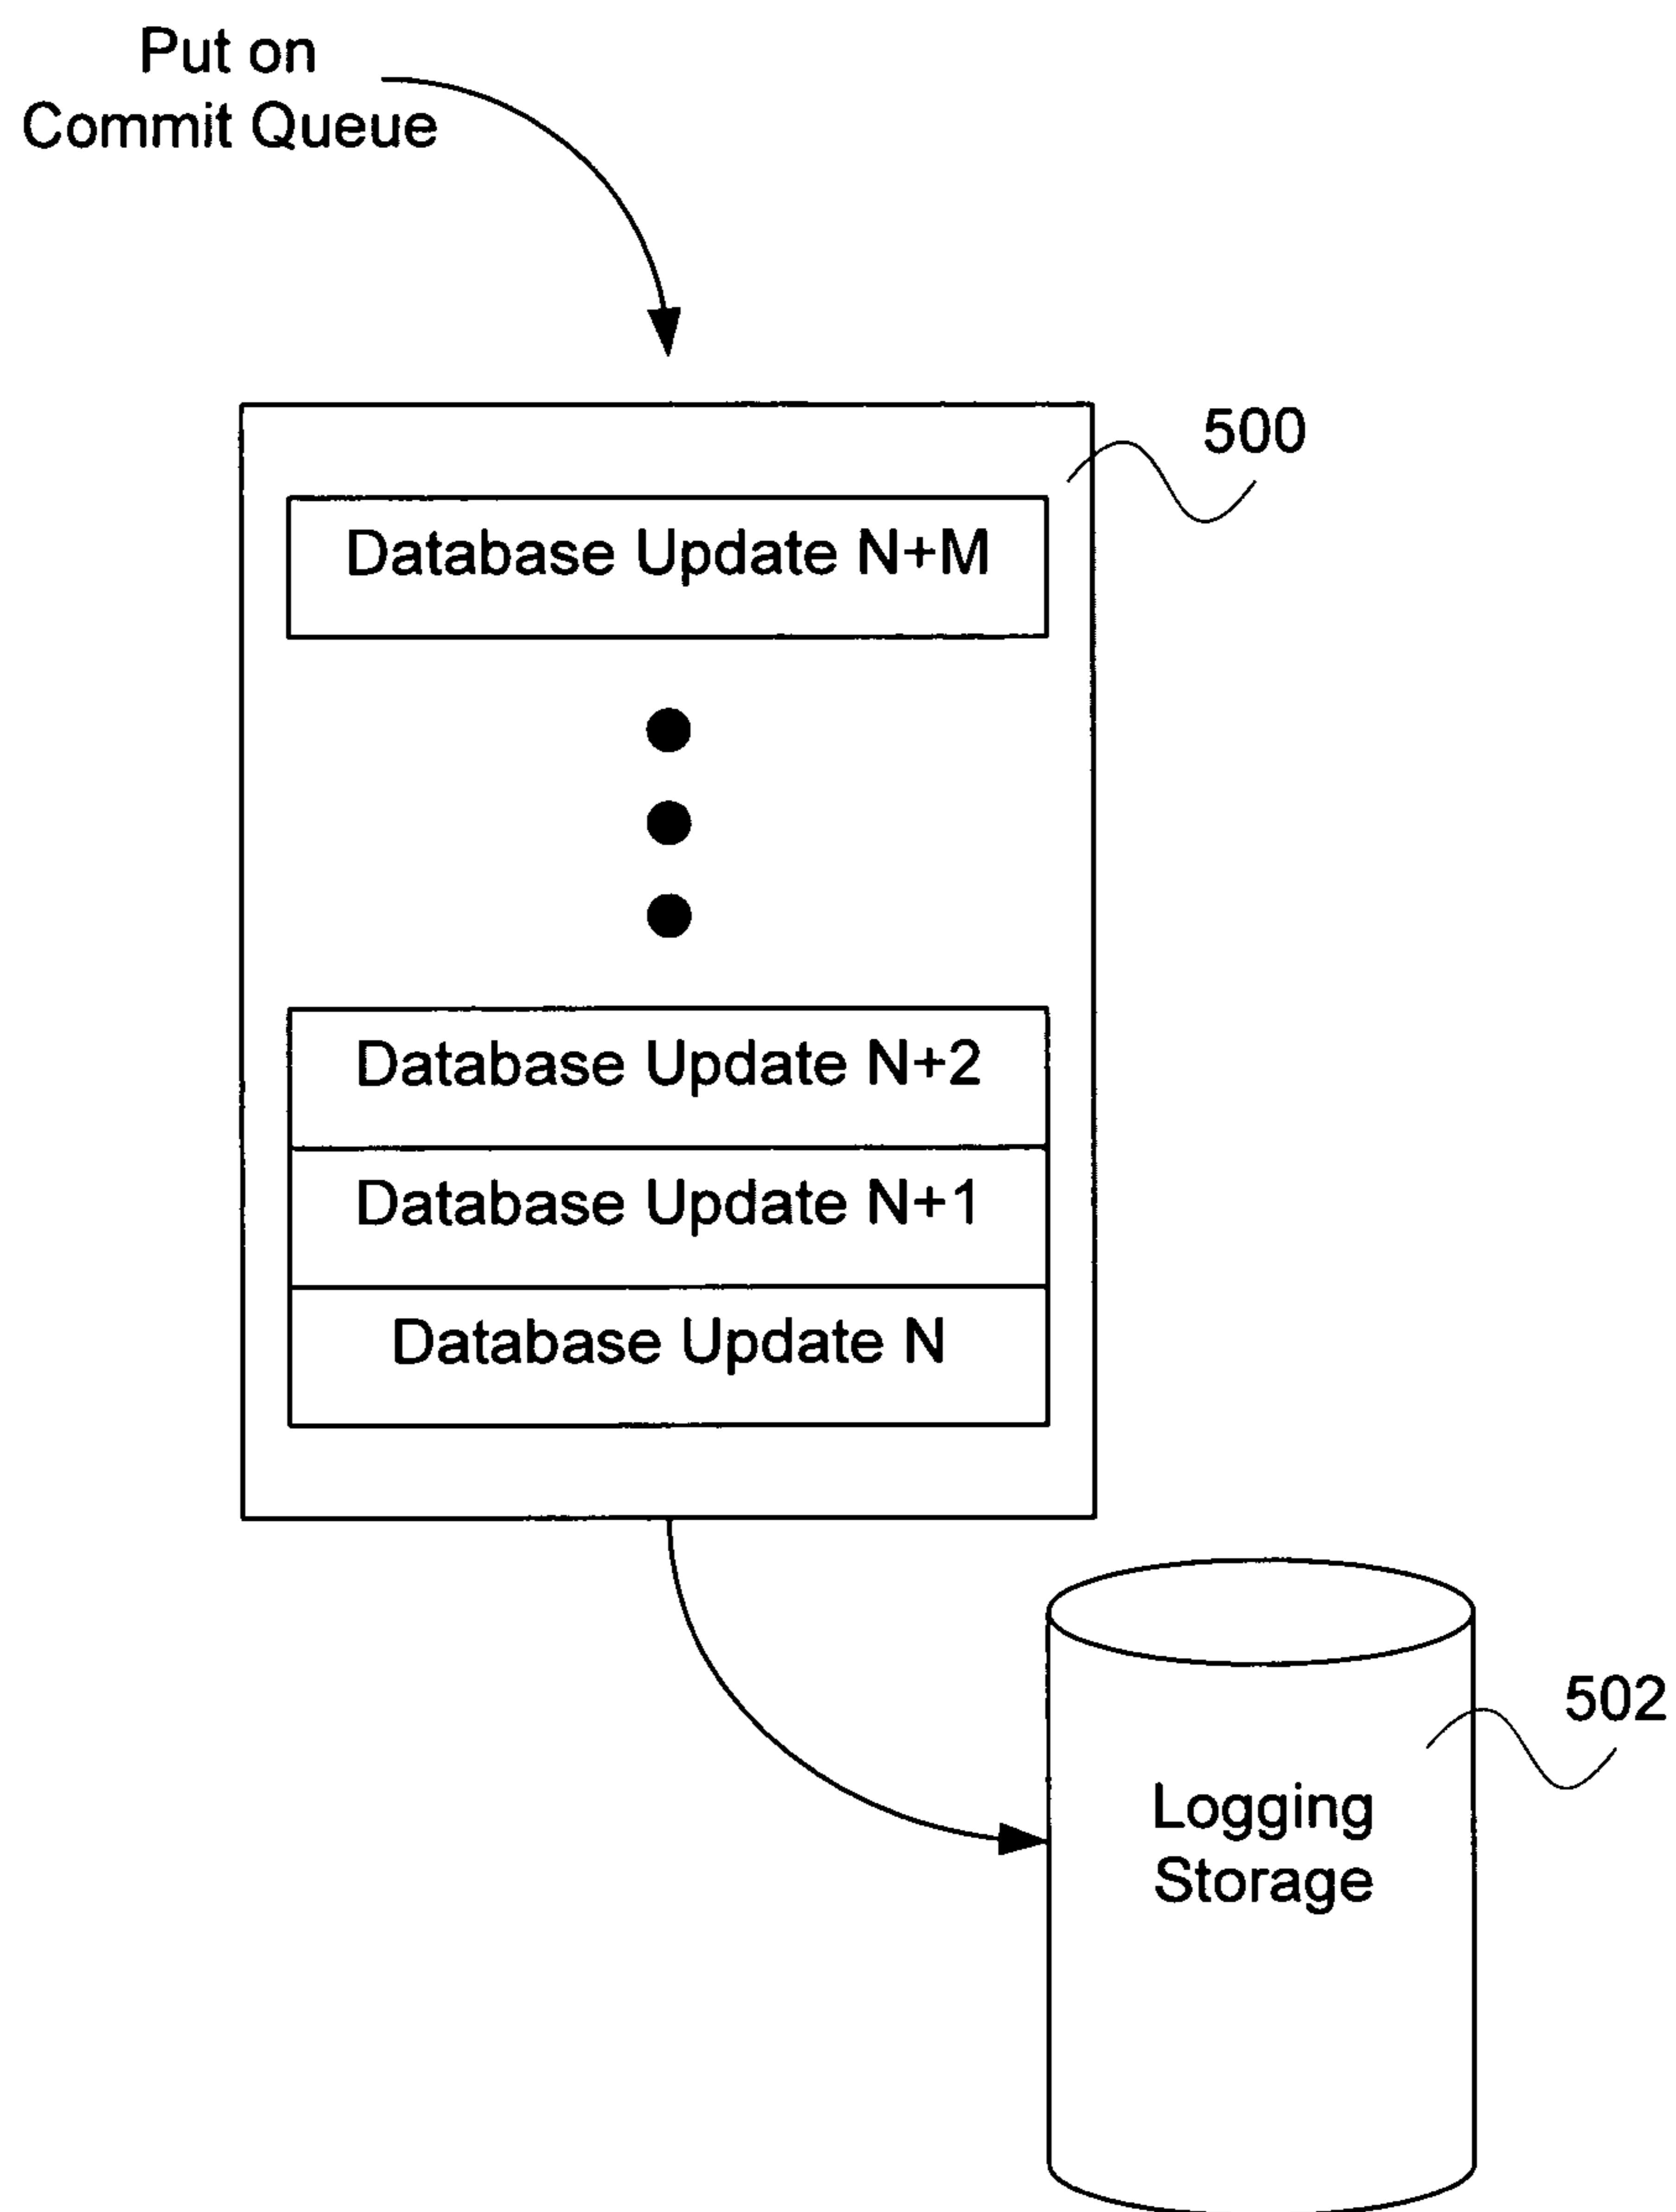 Put on
Commit Queue
500
Database Update N+M
Database Update N+2
Database Update N+1
Database Update N
502
Logging
Storage